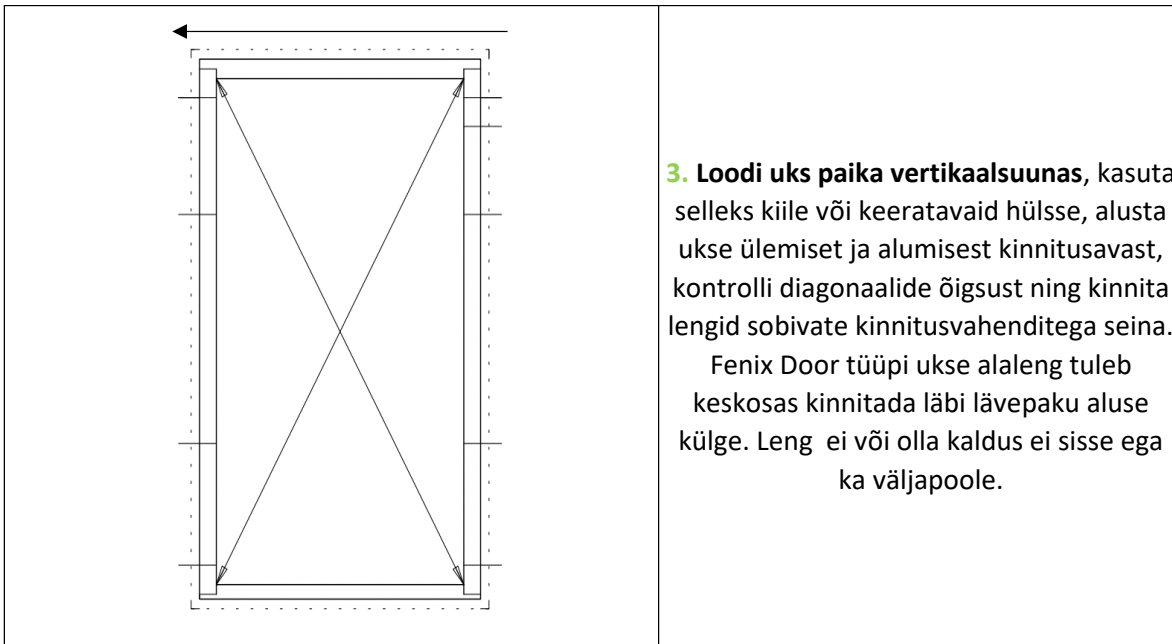 3. Loodi uks paika vertikaalsuunas, kasuta
selleks kiile või keeratavaid hülsse, alusta
ukse ülemiset ja alumisest kinnitusavast,
kontrolli diagonaalide õigsust ning kinnita
lengid sobivate kinnitusvahenditega seina.
Fenix Door tüüpi ukse alaleng tuleb
keskosas kinnitada läbi lävepaku aluse
külge. Leng ei või olla kaldus ei sisse ega
ka väljapoole.